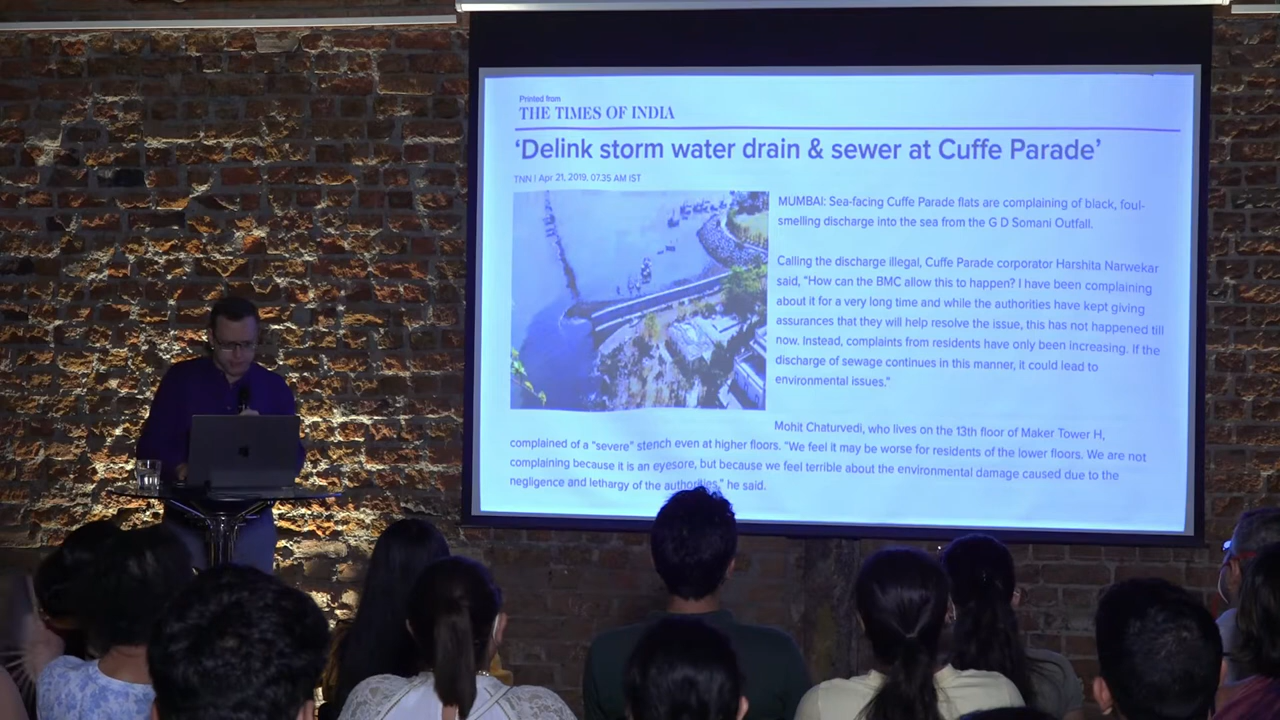 Printed from
THE TIMES OF INDIA
‘Delink storm water drain & sewer at Cuffe Parade’
TNN | Apr 21, 2019, 07.35 AM IST
MUMBAI: Sea-facing Cuffe Parade flats are complaining of black, foul-
smelling discharge into the sea from the G D Somani Outfall.
Calling the discharge illegal, Cuffe Parade corporator Harshita Narwekar
said, "How can the BMC allow this to happen? I have been complaining
about it for a very long time and while the authorities have kept giving
assurances that they will help resolve the issue, this has not happened till
now. Instead, complaints from residents have only been increasing. If the
discharge of sewage continues in this manner, it could lead to
environmental issues."
Mohit Chaturvedi, who lives on the 13th floor of Maker Tower H,
complained of a "severe" stench even at higher floors. "We feel it may be worse for residents of the lower floors. We are not
complaining because it is an eyesore, but because we feel terrible about the environmental damage caused due to the
negligence and lethargy of the authorities," he said.